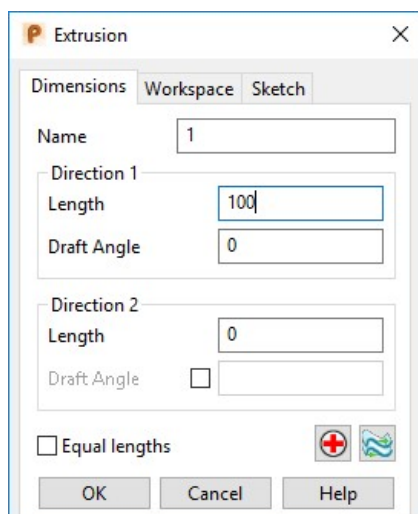 Extrusion
Dimensions Workspace Sketch
Name 1
Direction 1
Length 100
Draft Angle 0
Direction 2
Length 0
Draft Angle
Equal lengths
OK Cancel Help